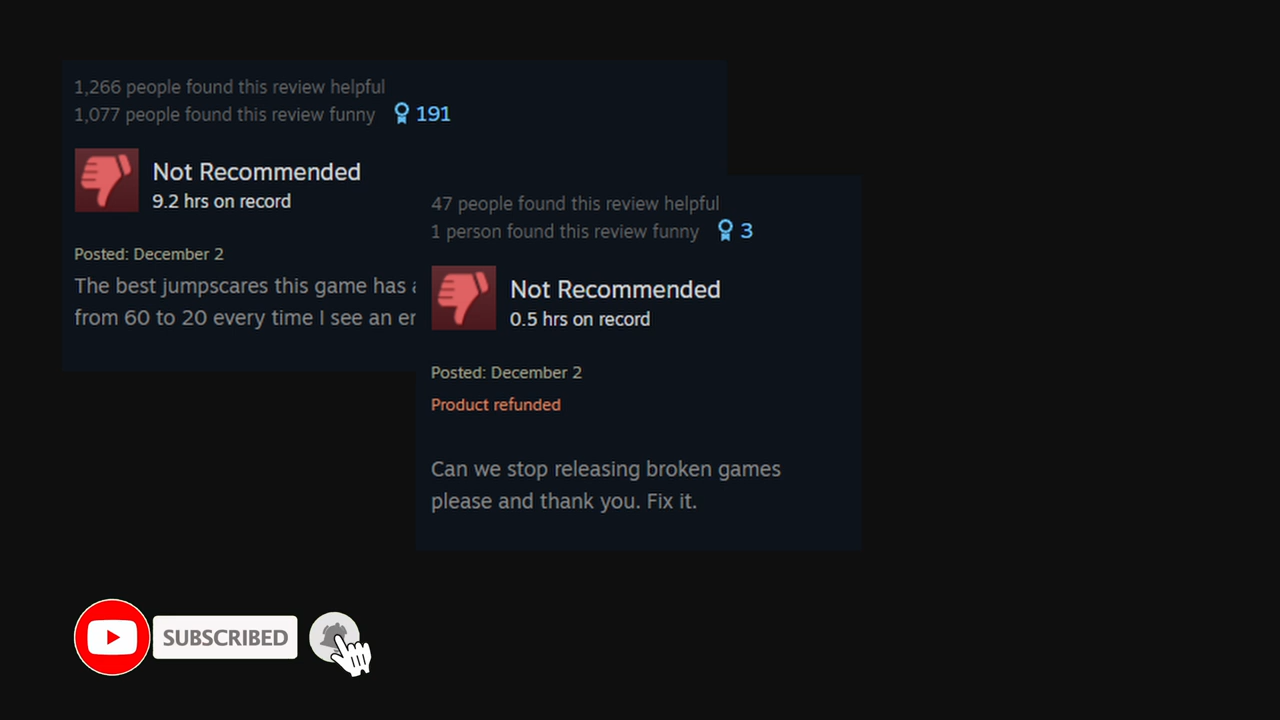 1,266 people found this review helpful
1,077 people found this review funny 191
Not Recommended
9.2 hrs on record
Posted: December 2
The best jumpscares this game has
from 60 to 20 every time I see an
47 people found this review helpful
1 person found this review funny 3
Not Recommended
0.5 hrs on record
Posted: December 2
Product refunded
Can we stop releasing broken games
please and thank you. Fix it.
SUBSCRIBED